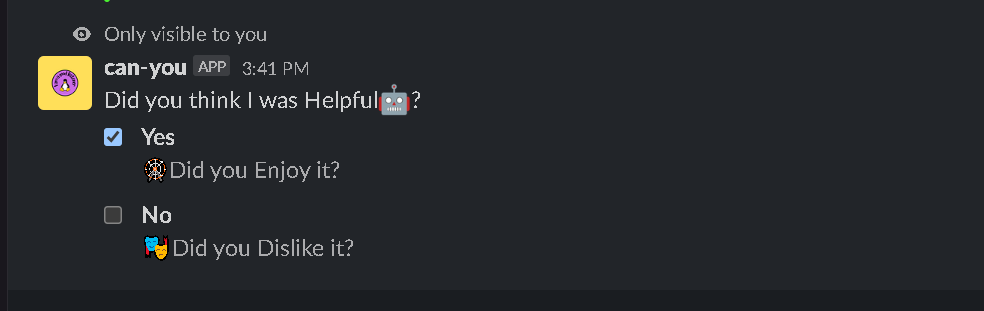 Only visible to you
can-you APP 3:41 PM
Did you think I was Helpful🤖?
Yes
Did you Enjoy it?
No
🎭Did you Dislike it?